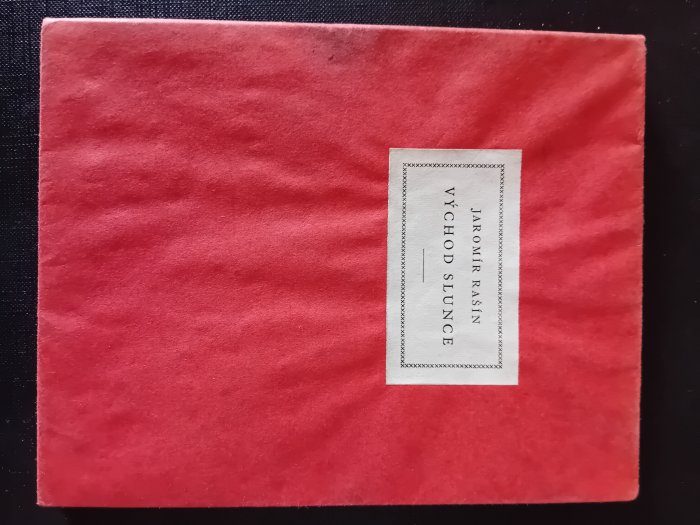 JAROMÍR RAŠÍN
VÝCHOD SLUNCE